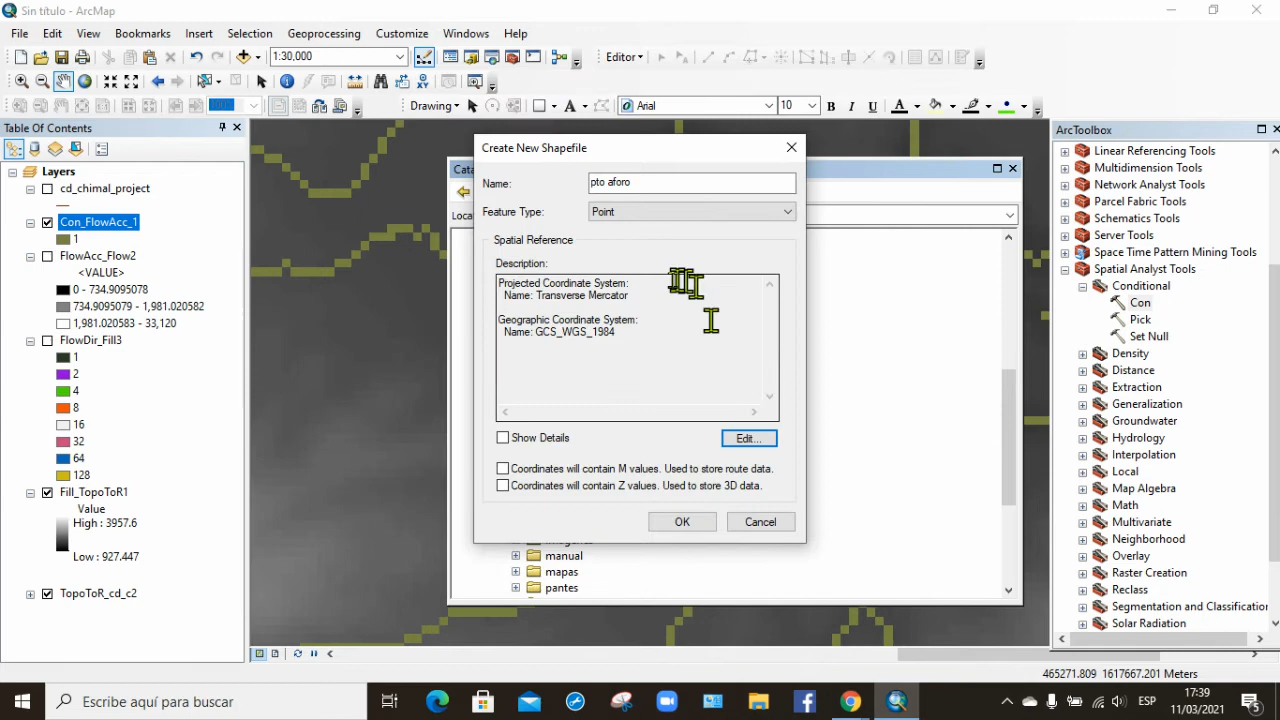 Sin título - ArcMap
File Edit View Bookmarks Insert Selection Geoprocessing Customize Windows Help
1:30,000
Editor
Drawing
Arial
10
B I U A
Table Of Contents
Layers
cd_chimal_project
Con_FlowAcc_1
1
FlowAcc_Flow2
<VALUE>
0 - 734.9095078
734.9095079 - 1,981.020582
1,981.020583 - 33,120
FlowDir_Fill3
1
2
4
8
16
32
64
128
Fill_TopoToR1
Value
High : 3957.6
Low : 927.447
TopoToR_cd_c2
Create New Shapefile
Name:
pto aforo
Feature Type:
Point
Spatial Reference
Description:
Projected Coordinate System:
Name: Transverse Mercator
Geographic Coordinate System:
Name: GCS_WGS_1984
Show Details
Edit...
Coordinates will contain M values. Used to store route data.
Coordinates will contain Z values. Used to store 3D data.
OK
Cancel
manual
mapas
pantes
ArcToolbox
Linear Referencing Tools
Multidimension Tools
Network Analyst Tools
Parcel Fabric Tools
Schematics Tools
Server Tools
Space Time Pattern Mining Tools
Spatial Analyst Tools
Conditional
Con
Pick
Set Null
Density
Distance
Extraction
Generalization
Groundwater
Hydrology
Interpolation
Local
Map Algebra
Math
Multivariate
Neighborhood
Overlay
Raster Creation
Reclass
Segmentation and Classification
Solar Radiation
465271.809 1617667.201 Meters
Escribe aquí para buscar
ESP
17:39
11/03/2021
5